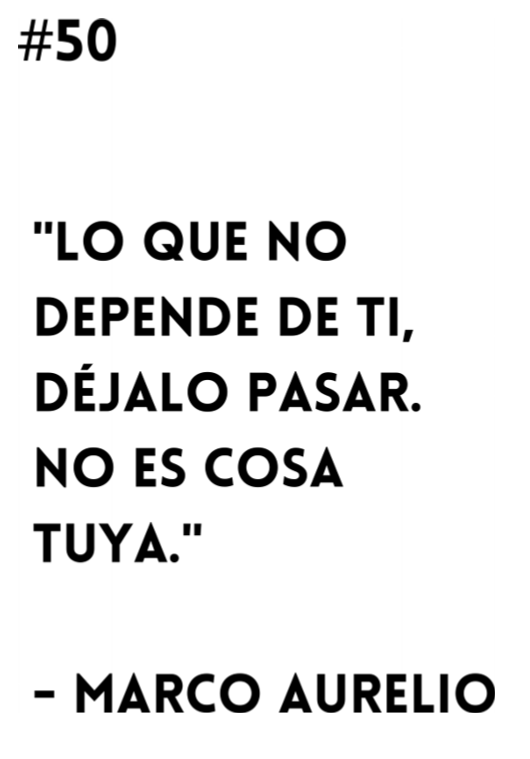 #50
"LO QUE NO
DEPENDE DE TI,
DÉJALO PASAR.
NO ES COSA
TUYA."
- MARCO AURELIO